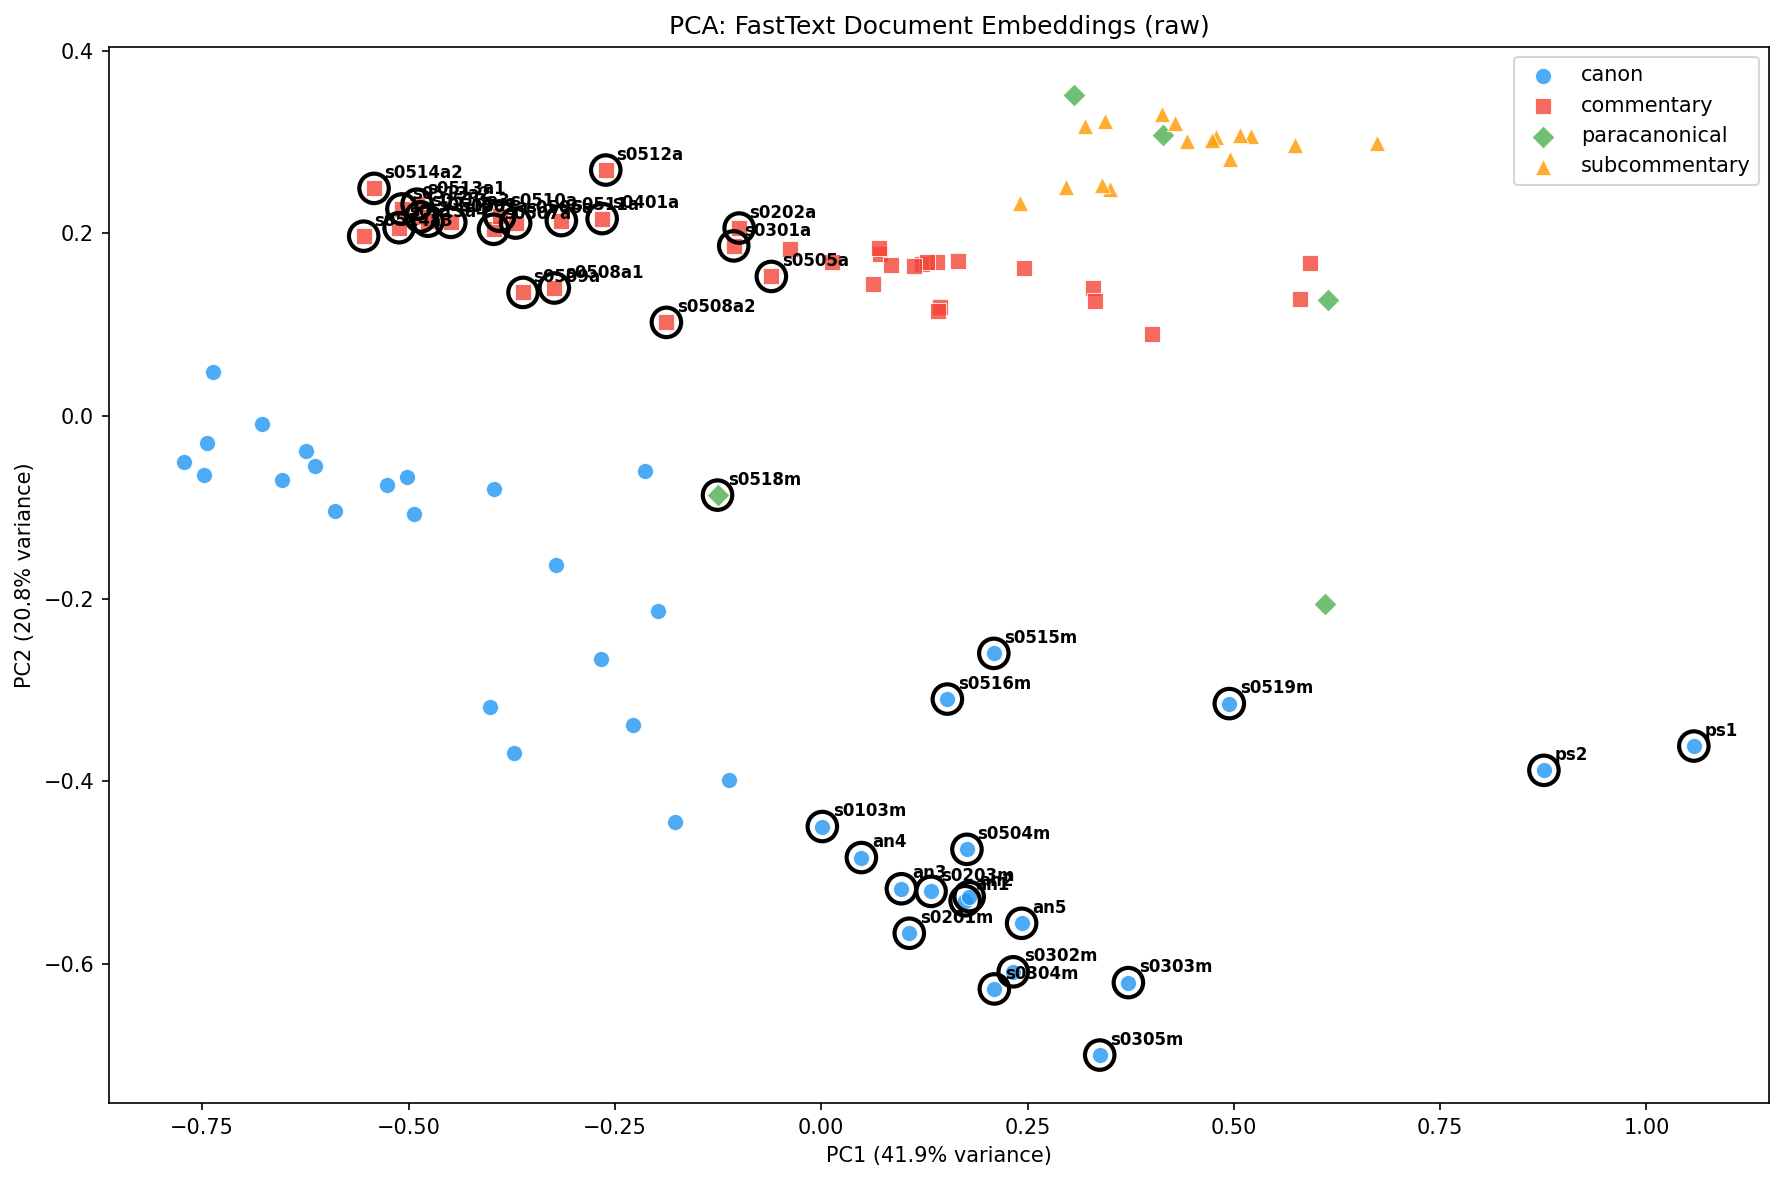 PCA: FastText Document Embeddings (raw)
canon
commentary
paracanonical
subcommentary
0.4
0.2
0.0
−0.2
−0.4
−0.6
PC2 (20.8% variance)
s0512a
s0514a2
s0513a1
s0510a
s0401a
s0202a
s0301a
s0505a
s0509a
s0508a1
s0508a2
s0518m
s0515m
s0516m
s0519m
ps1
ps2
s0103m
s0504m
an4
an3
s0203m
an1
an5
s0201m
s0302m
s0303m
s0304m
s0305m
−0.75
−0.50
−0.25
0.00
0.25
0.50
0.75
1.00
PC1 (41.9% variance)